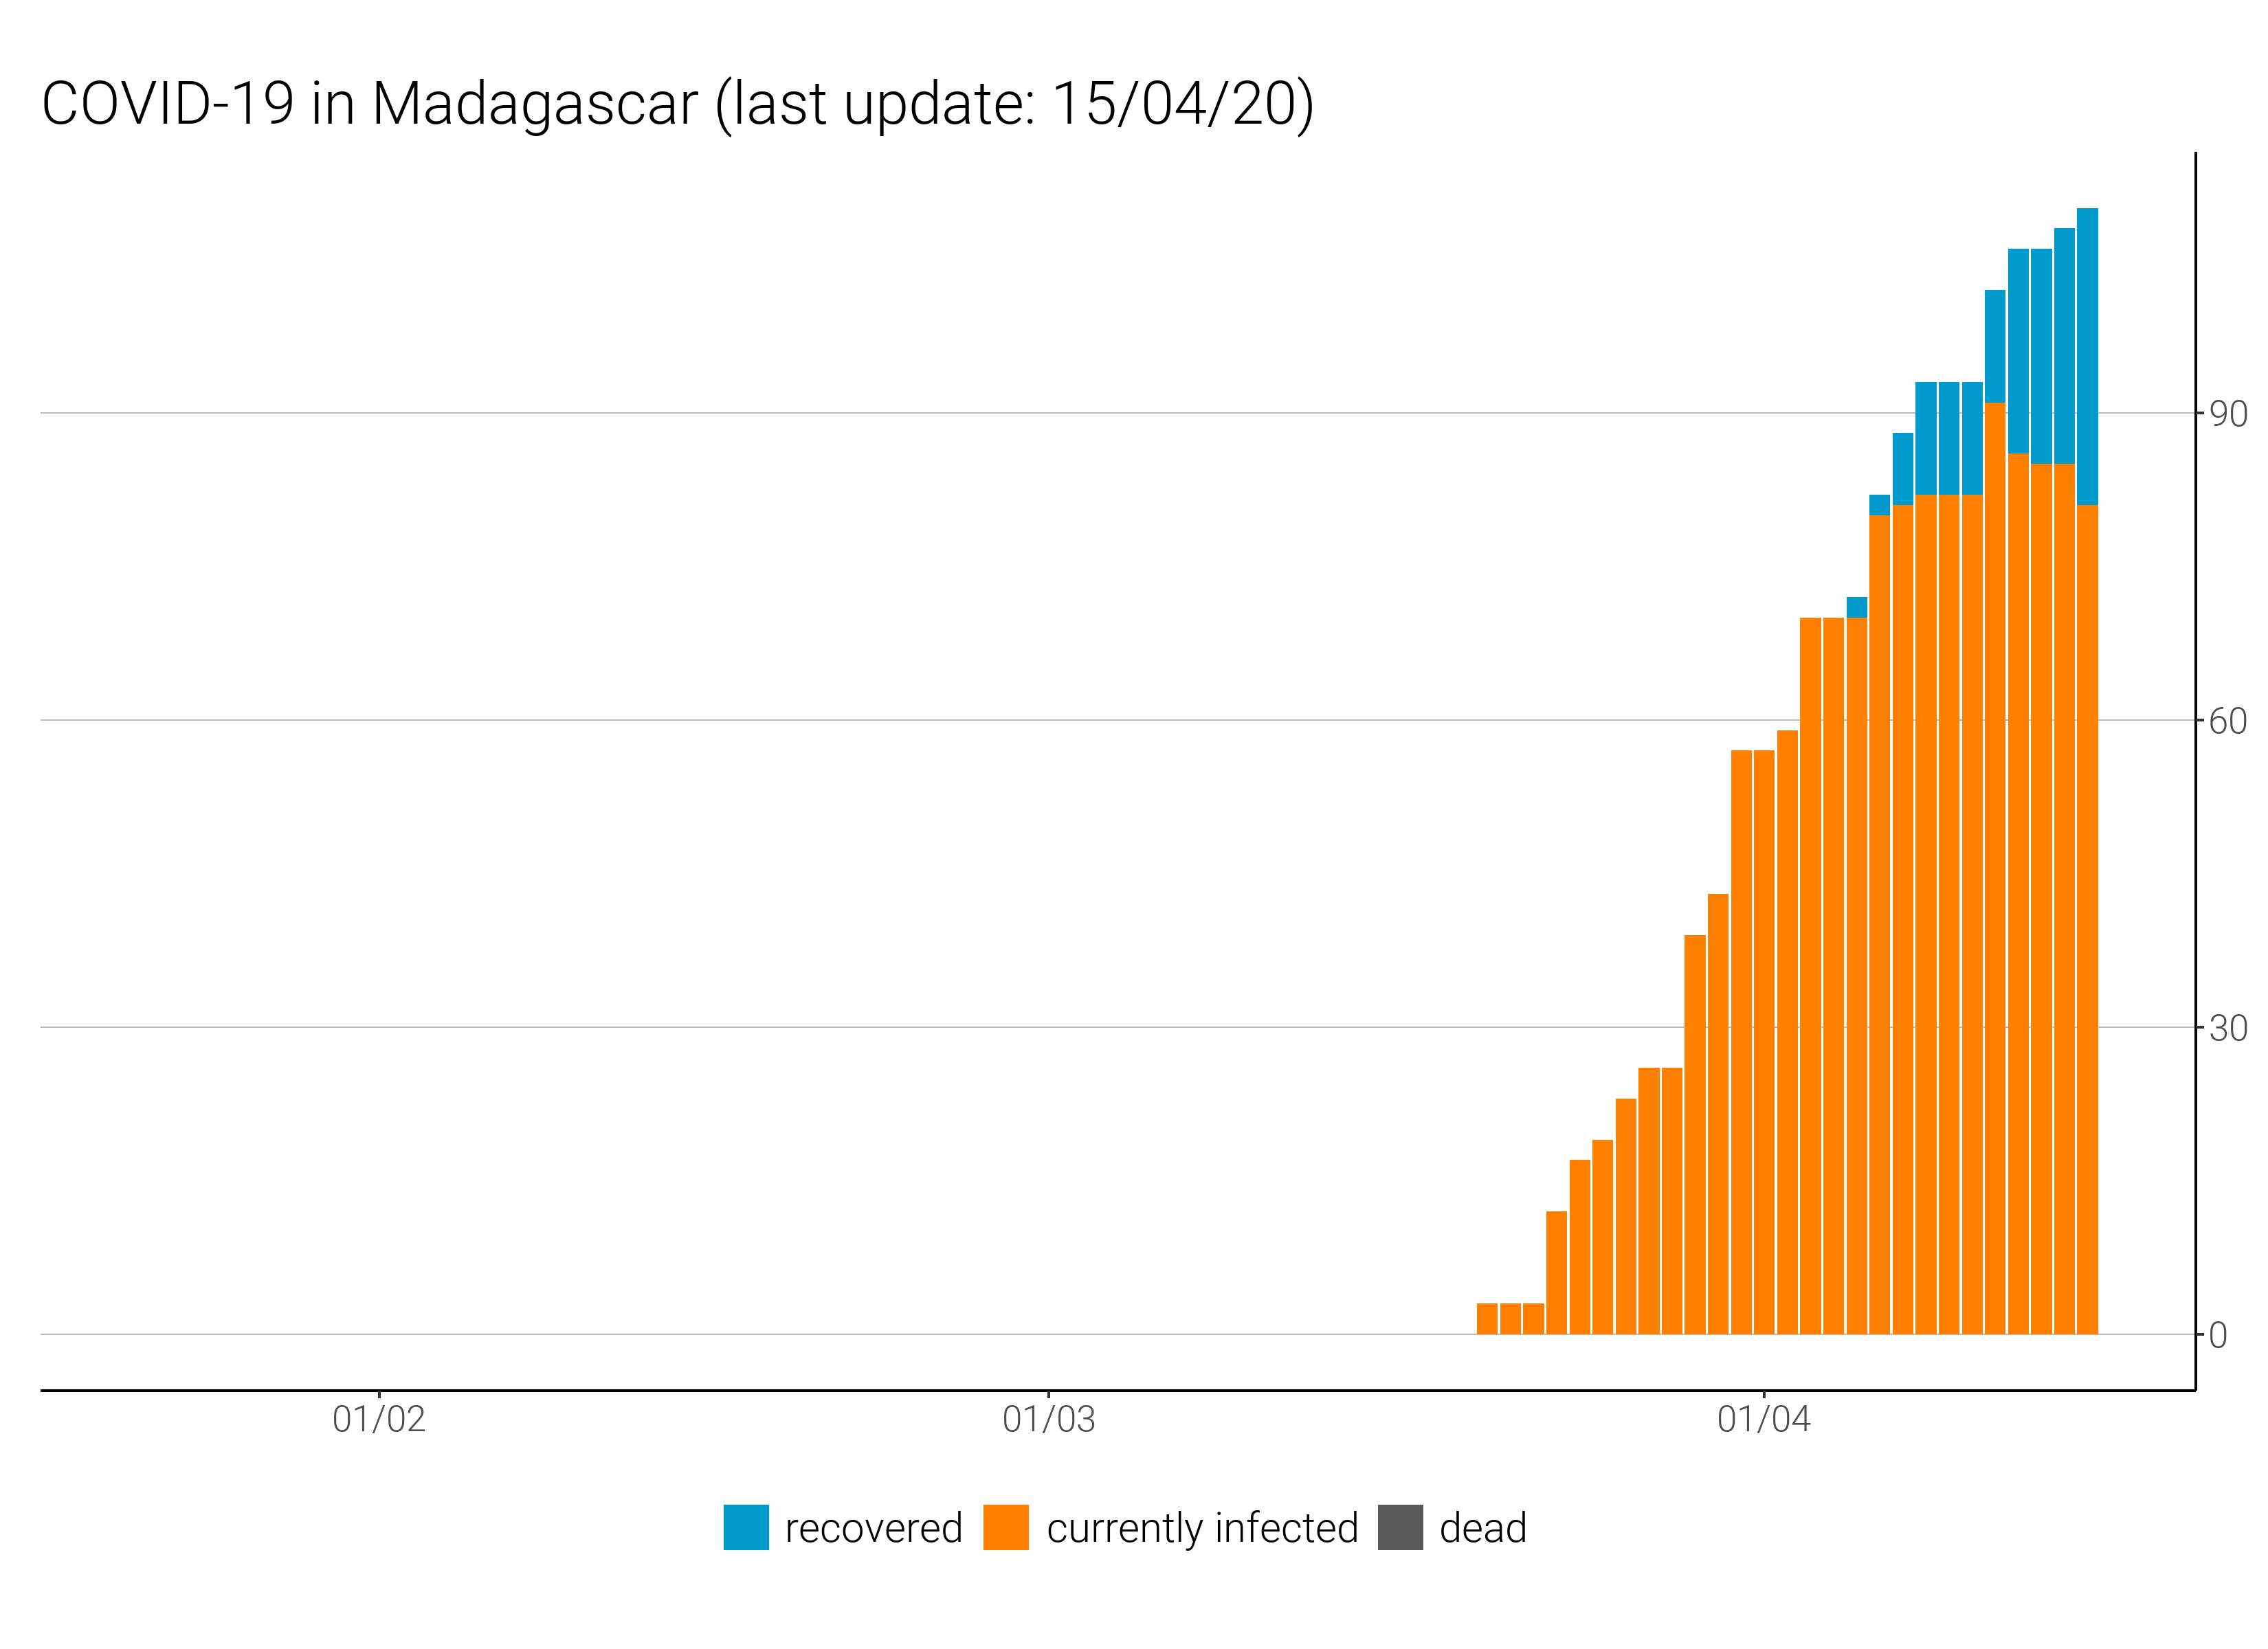 COVID-19 in Madagascar (last update: 15/04/20)
90
60
30
0
01/02 01/03 01/04
recovered currently infected dead